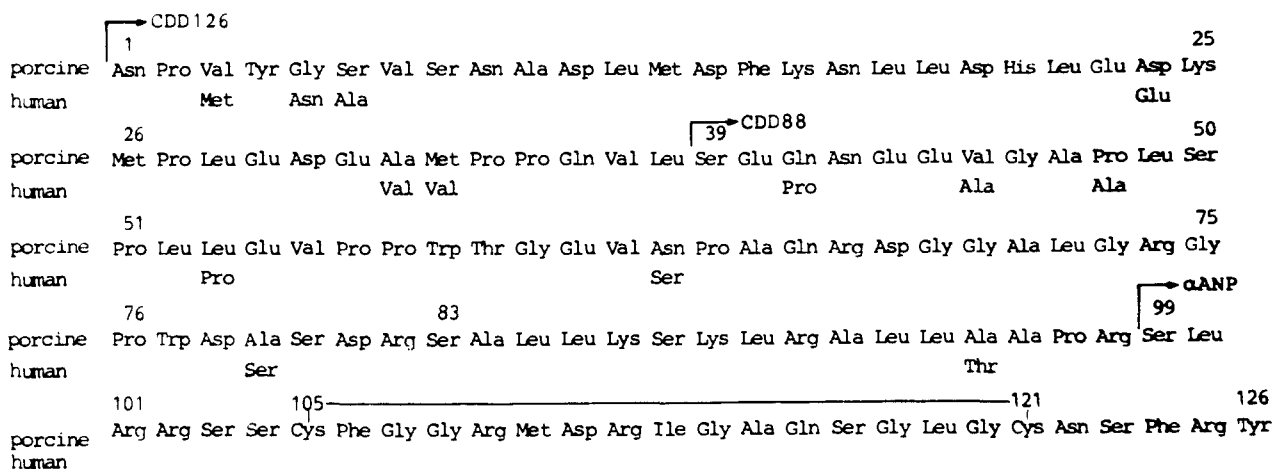 CDD126
1 25
porcine Asn Pro Val Tyr Gly Ser Val Ser Asn Ala Asp Leu Met Asp Phe Lys Asn Leu Leu Asp His Leu Glu Asp Lys
human Met Asn Ala Glu
CDD88
26 39 50
porcine Met Pro Leu Glu Asp Glu Ala Met Pro Pro Gln Val Leu Ser Glu Gln Asn Glu Glu Val Gly Ala Pro Leu Ser
human Val Val Pro Ala Ala
51 75
porcine Pro Leu Leu Glu Val Pro Pro Trp Thr Gly Glu Val Asn Pro Ala Gln Arg Asp Gly Gly Ala Leu Gly Arg Gly
human Pro Ser
αANP
76 83 99
porcine Pro Trp Asp Ala Ser Asp Arg Ser Ala Leu Leu Lys Ser Lys Leu Arg Ala Leu Leu Ala Ala Pro Arg Ser Leu
human Ser Thr
101 105 121 126
porcine Arg Arg Ser Ser Cys Phe Gly Gly Arg Met Asp Arg Ile Gly Ala Gln Ser Gly Leu Gly Cys Asn Ser Phe Arg Tyr
human